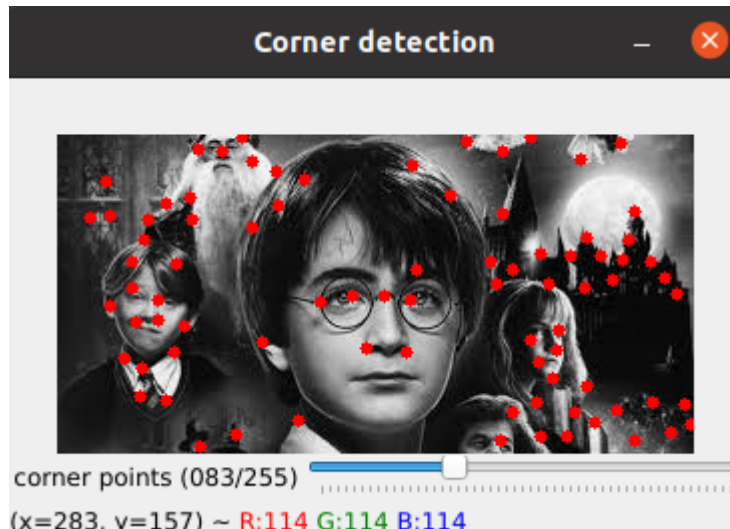 Corner detection
corner points (083/255)
(x=283, y=157) ~ R:114 G:114 B:114